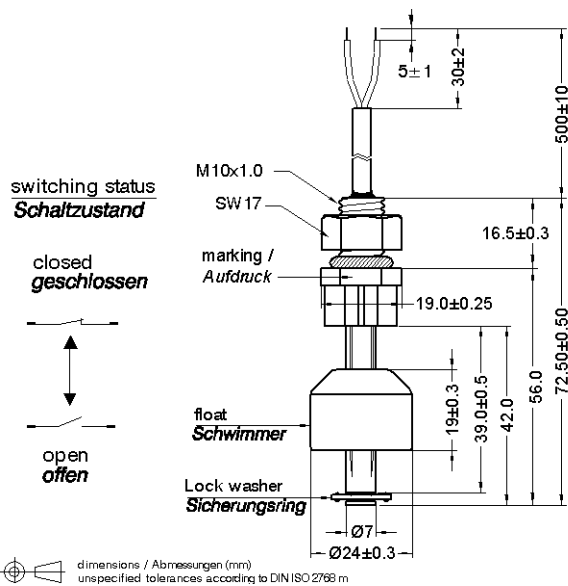 5±1
30±2
500±10
M10x1.0
SW 17
switching status
Schaltzustand
16.5±0.3
closed
geschlossen
marking /
Aufdruck
19.0±0.25
72.50±0.50
56.0
42.0
39.0±0.5
19±0.3
float
Schwimmer
open
offen
Lock washer
Sicherungsring
Ø7
Ø24±0.3
dimensions / Abmessungen (mm)
unspecified tolerances according to DIN ISO 2768 m